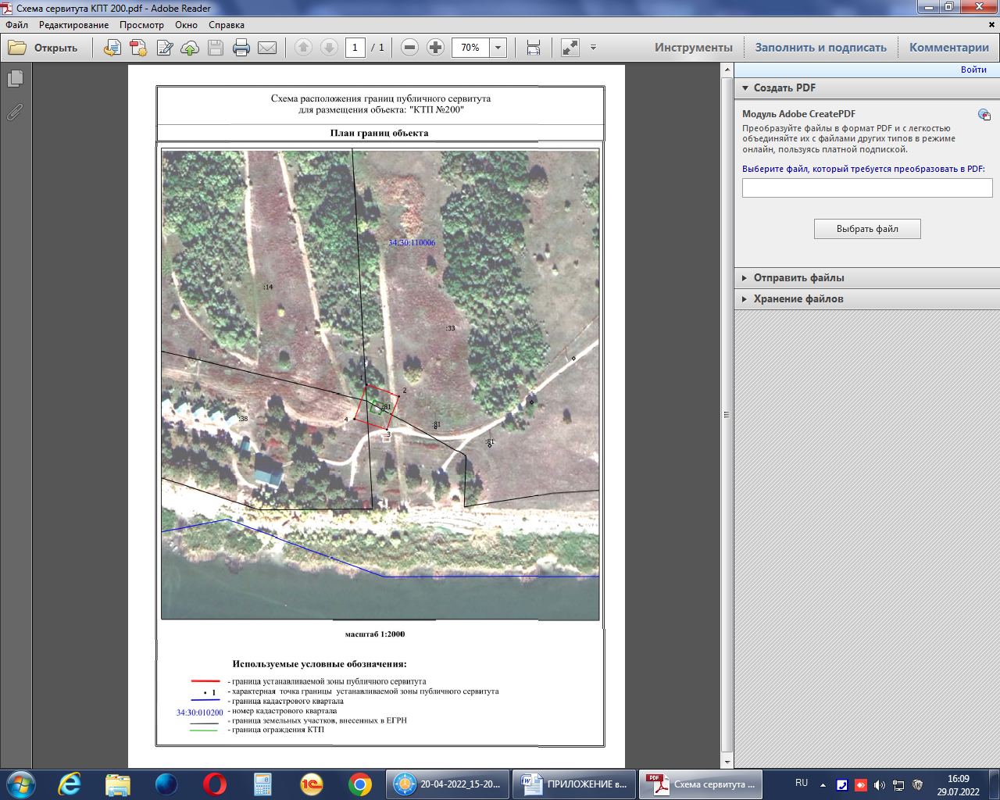 Схема сервитута КПТ 200.pdf - Adobe Reader
Файл Редактирование Просмотр Окно Справка
Открыть 1 / 1 70% Инструменты Заполнить и подписать Комментарии
Войти
Создать PDF
Модуль Adobe CreatePDF
Преобразуйте файлы в формат PDF и с легкостью
объединяйте их с файлами других типов в режиме
онлайн, пользуясь платной подпиской.
Выберите файл, который требуется преобразовать в PDF:
Выбрать файл
Отправить файлы
Хранение файлов
Схема расположения границ публичного сервитута
для размещения объекта: "КТП №200"
План границ объекта
34:30:110006
:14
:33
1
2
:81
:38
4
3
:81
:81
масштаб 1:2000
Используемые условные обозначения:
- граница устанавливаемой зоны публичного сервитута
1 - характерная точка границы устанавливаемой зоны публичного сервитута
- граница кадастрового квартала
34:30:010200 - номер кадастрового квартала
- граница земельных участков, внесенных в ЕГРН
- граница ограждения КТП
20-04-2022_15-20...
ПРИЛОЖЕНИЕ в...
Схема сервитута ...
RU
16:09
29.07.2022